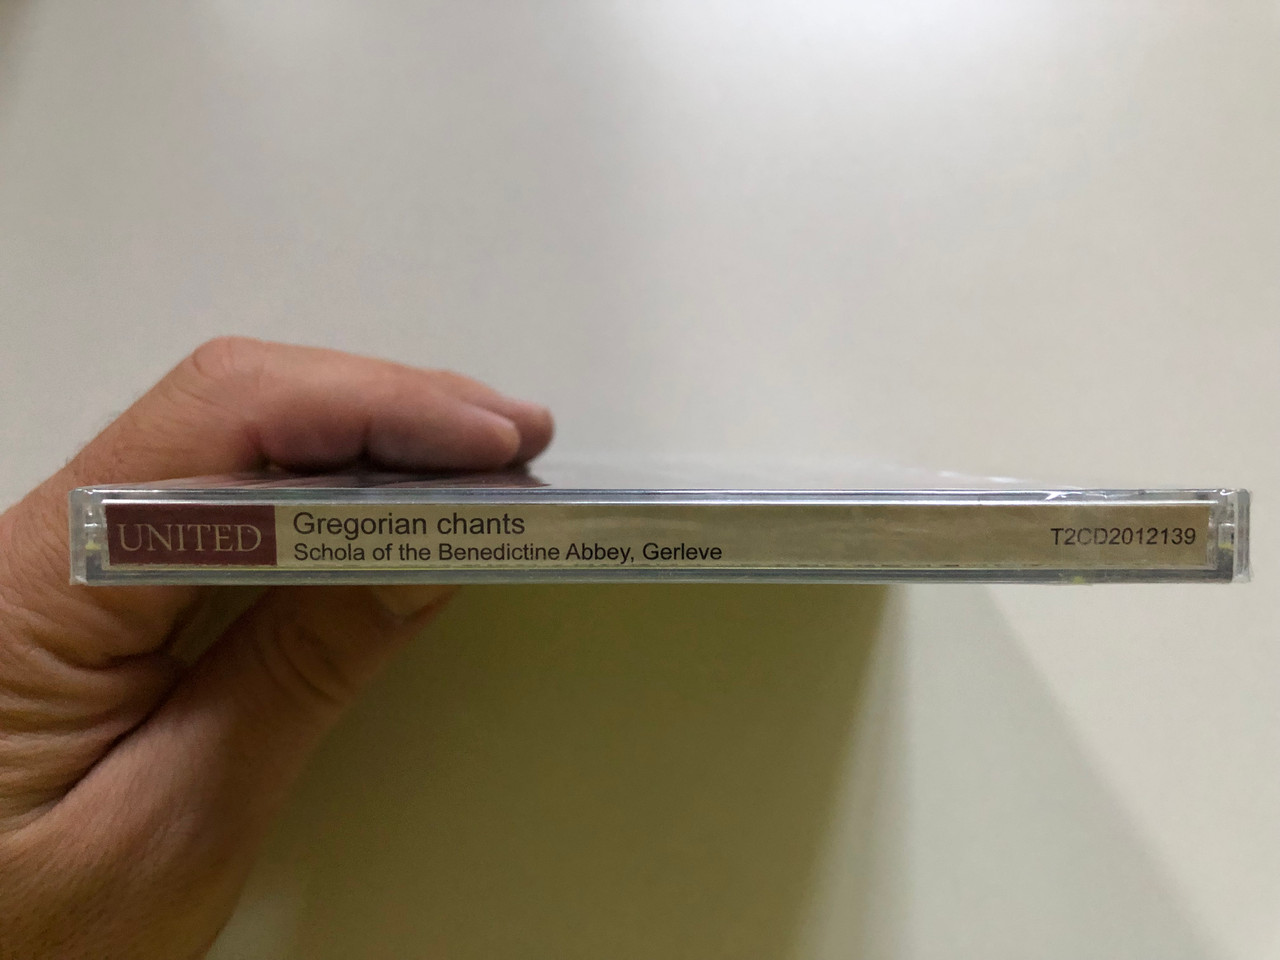 UNITED
Gregorian chants
Schola of the Benedictine Abbey, Gerleve
T2CD2012139